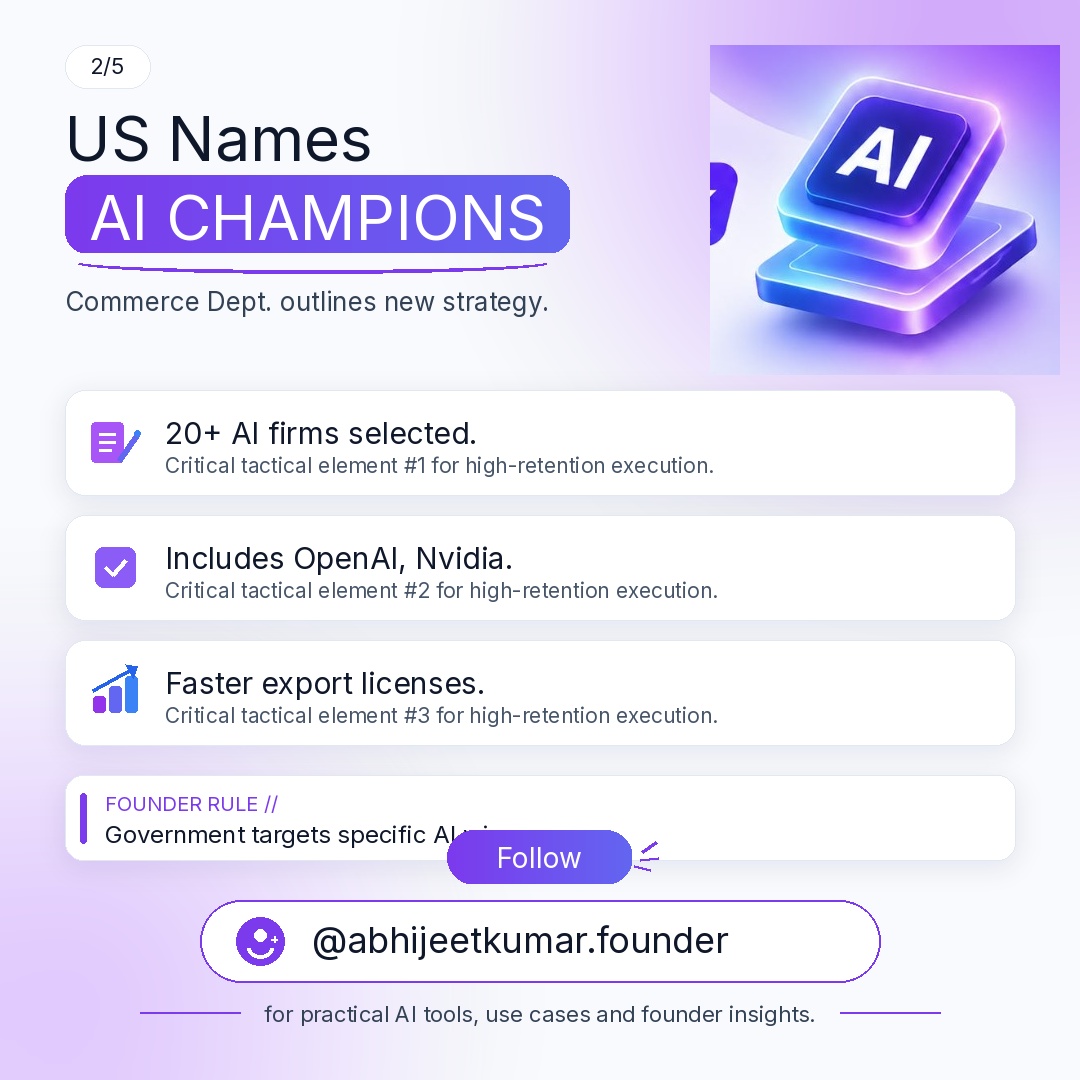 2/5
US Names
AI CHAMPIONS
Commerce Dept. outlines new strategy.
AI
20+ AI firms selected.
Critical tactical element #1 for high-retention execution.
Includes OpenAI, Nvidia.
Critical tactical element #2 for high-retention execution.
Faster export licenses.
Critical tactical element #3 for high-retention execution.
FOUNDER RULE //
Government targets specific AI
Follow
@abhijeetkumar.founder
for practical AI tools, use cases and founder insights.